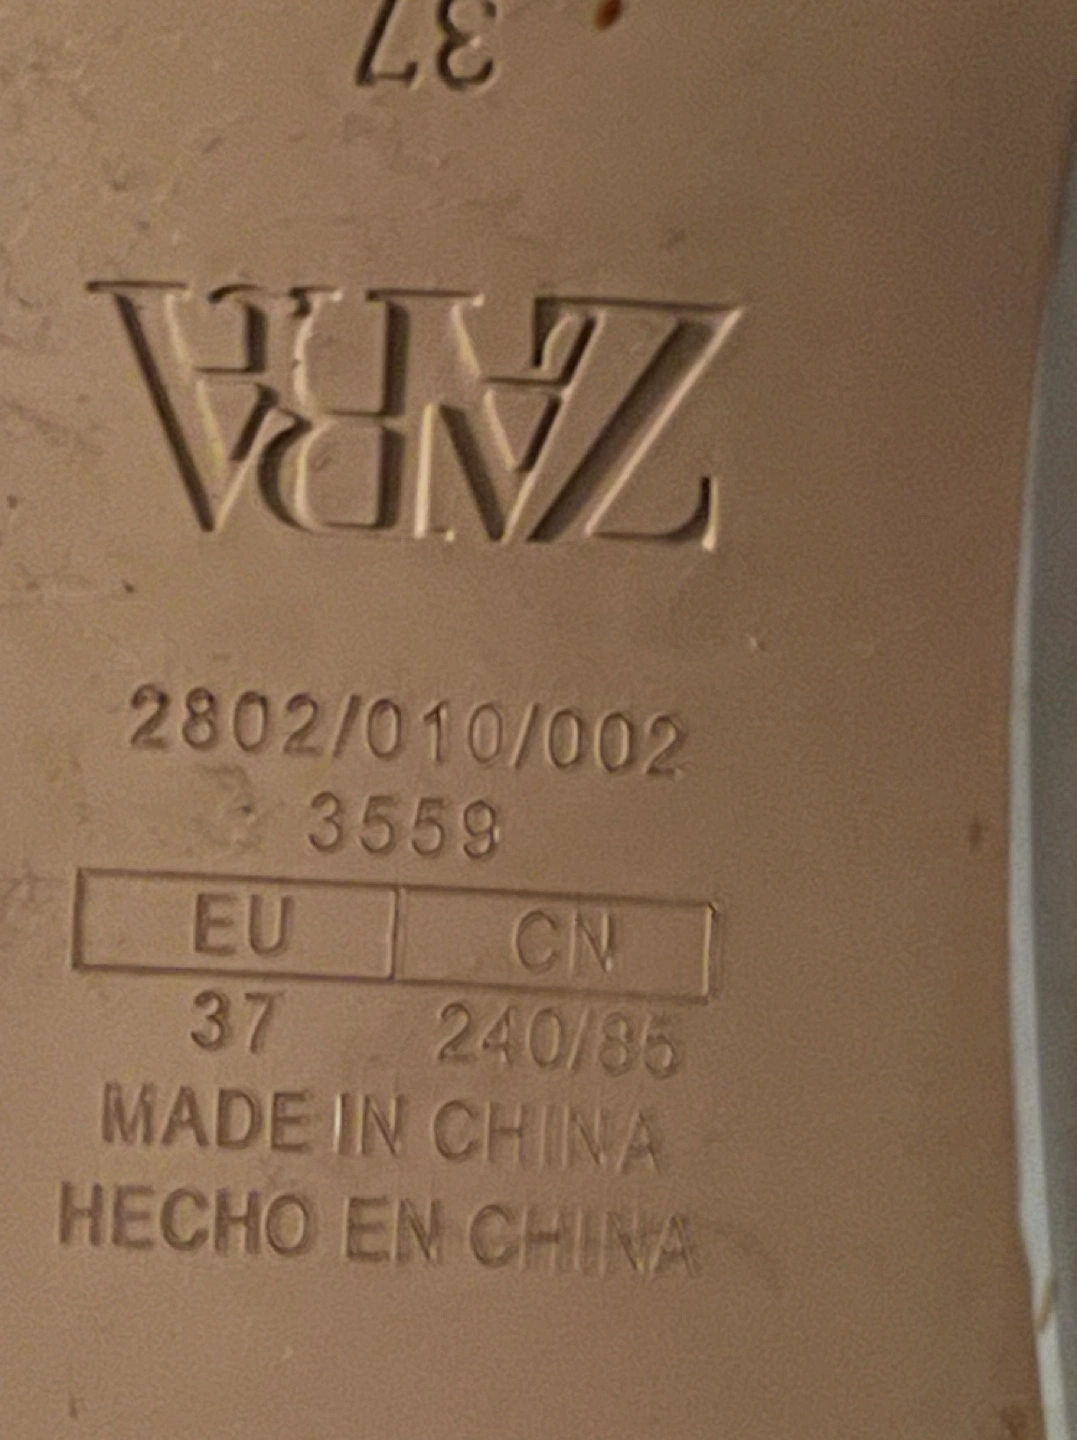 37
ZARA
2802/010/002
3559
EU CN
37 240/85
MADE IN CHINA
HECHO EN CHINA